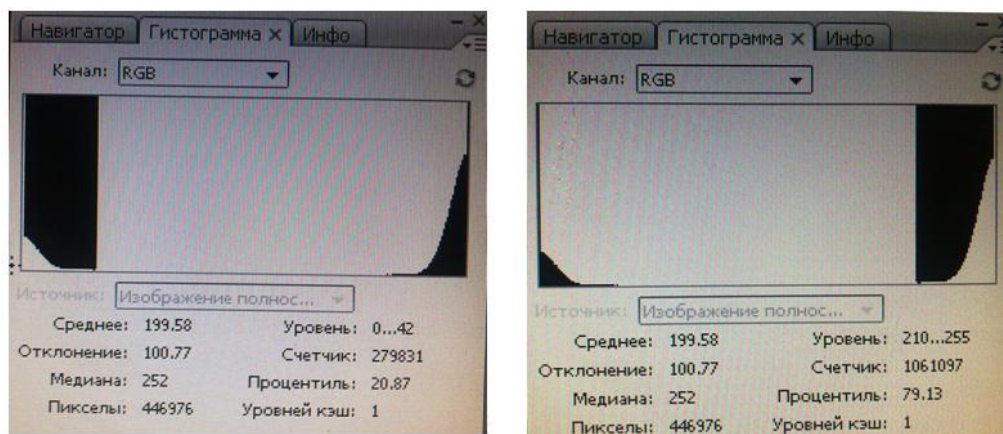 Навигатор Гистограмма × Инфо
Канал: RGB
Источник: Изображение полнос...
Среднее: 199.58 Уровень: 0...42
Отклонение: 100.77 Счетчик: 279831
Медиана: 252 Процентиль: 20.87
Пикселы: 446976 Уровней кэш: 1
Навигатор Гистограмма × Инфо
Канал: RGB
Источник: Изображение полнос...
Среднее: 199.58 Уровень: 210...255
Отклонение: 100.77 Счетчик: 1061097
Медиана: 252 Процентиль: 79.13
Пикселы: 446976 Уровней кэш: 1